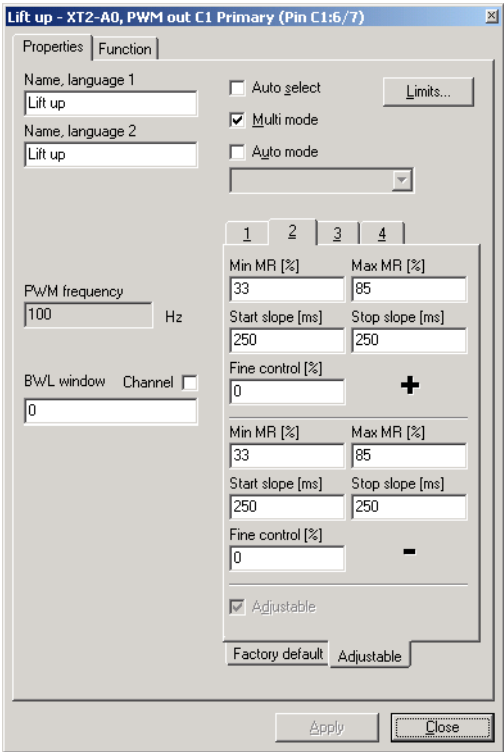 Lift up - XT2-A0, PWM out C1 Primary (Pin C1:6/7)
Properties Function
Name, language 1
Lift up
Name, language 2
Lift up
Auto select
Multi mode
Auto mode
Limits...
1 2 3 4
PWM frequency
100 Hz
BWL window Channel
0
Min MR [%] Max MR [%]
33 85
Start slope [ms] Stop slope [ms]
250 250
Fine control [%]
0 +
Min MR [%] Max MR [%]
33 85
Start slope [ms] Stop slope [ms]
250 250
Fine control [%]
0 -
Adjustable
Factory default Adjustable
Apply Close